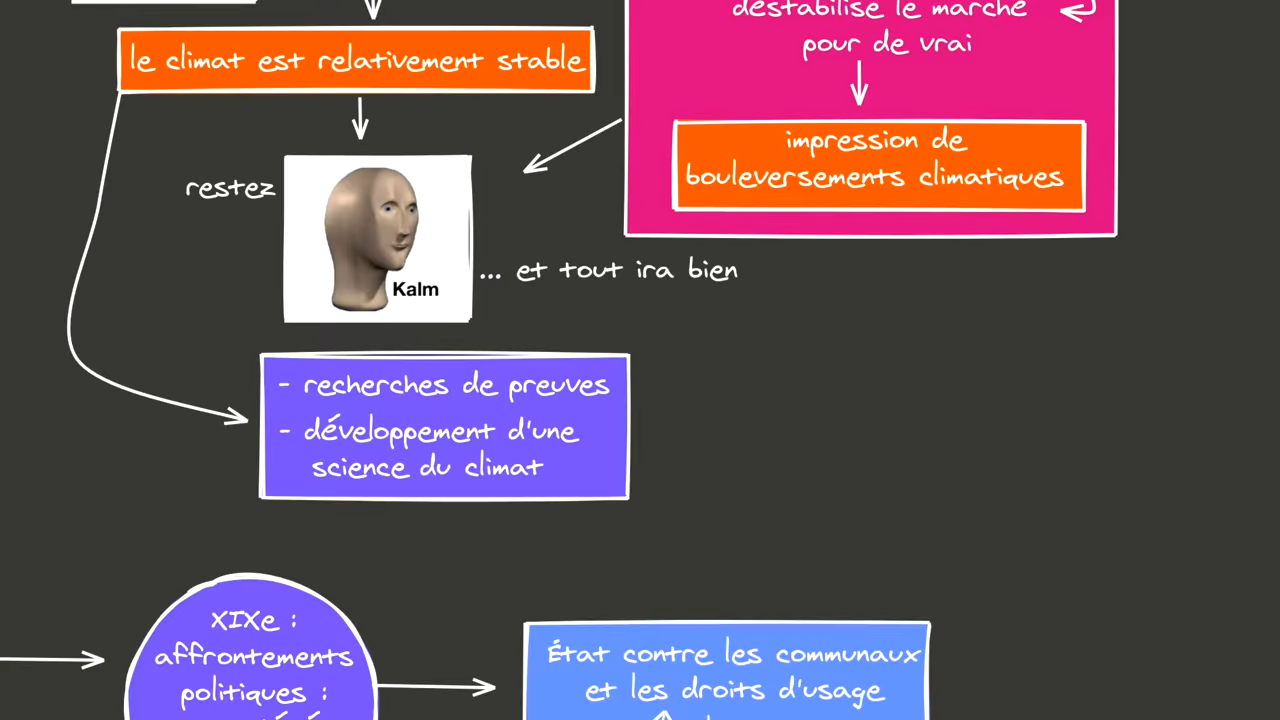 déstabilise le marché
pour de vrai
le climat est relativement stable
impression de
bouleversements climatiques
restez
Kalm
... et tout ira bien
- recherches de preuves
- développement d'une
science du climat
XIXe :
affrontements
politiques :
État contre les communaux
et les droits d'usage